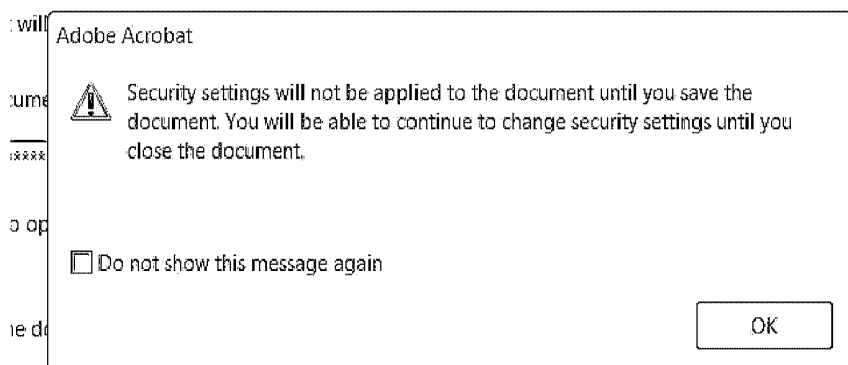 will
Adobe Acrobat
Security settings will not be applied to the document until you save the
document. You will be able to continue to change security settings until you
close the document.
****
Do not show this message again
OK